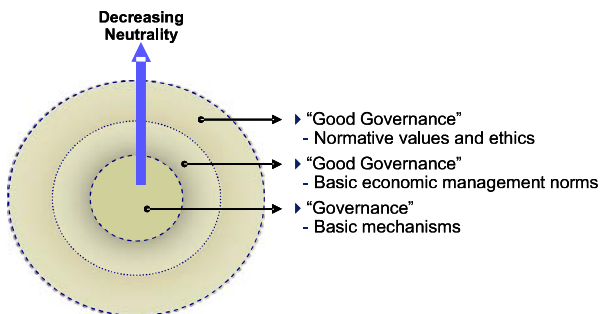 Decreasing
Neutrality
“Good Governance”
- Normative values and ethics
“Good Governance”
- Basic economic management norms
“Governance”
- Basic mechanisms